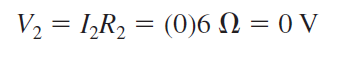 V₂ = I₂R₂ = (0)6 Ω = 0 V